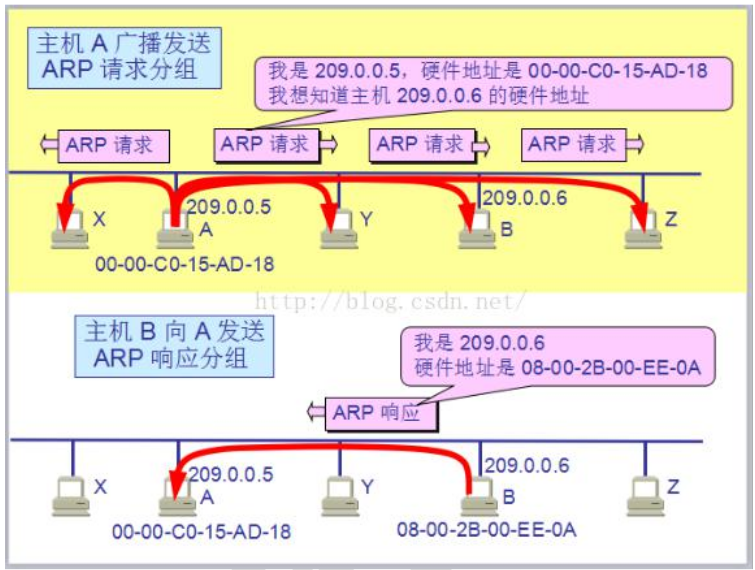 主机 A 广播发送
ARP 请求分组
我是 209.0.0.5，硬件地址是 00-00-C0-15-AD-18
我想知道主机 209.0.0.6 的硬件地址
ARP 请求
ARP 请求
ARP 请求
ARP 请求
X
209.0.0.5
A
Y
209.0.0.6
B
Z
00-00-C0-15-AD-18
http://blog.csdn.net/
主机 B 向 A 发送
ARP 响应分组
我是 209.0.0.6
硬件地址是 08-00-2B-00-EE-0A
ARP 响应
X
209.0.0.5
A
Y
209.0.0.6
B
Z
00-00-C0-15-AD-18
08-00-2B-00-EE-0A